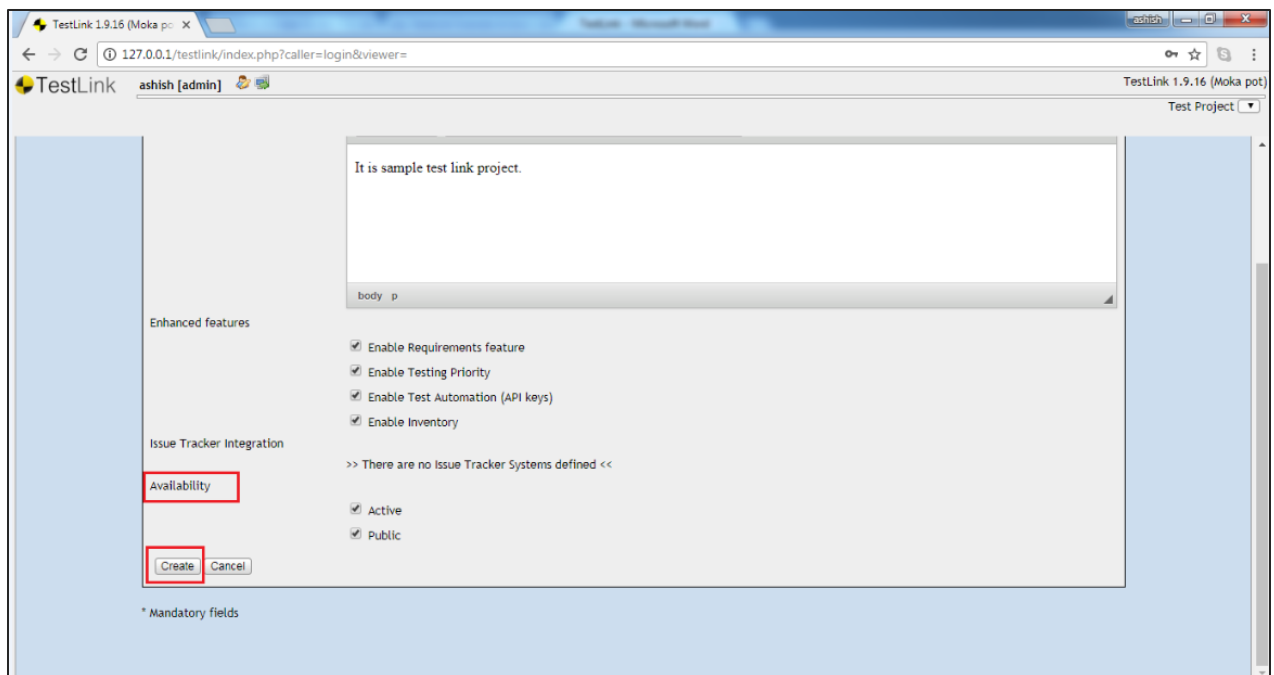 TestLink 1.9.16 (Moka po
TestLink - Microsoft Word
ashish
127.0.0.1/testlink/index.php?caller=login&viewer=
TestLink
ashish [admin]
TestLink 1.9.16 (Moka pot)
Test Project
It is sample test link project.
body p
Enhanced features
Enable Requirements feature
Enable Testing Priority
Enable Test Automation (API keys)
Enable Inventory
Issue Tracker Integration
>> There are no Issue Tracker Systems defined <<
Availability
Active
Public
Create Cancel
* Mandatory fields